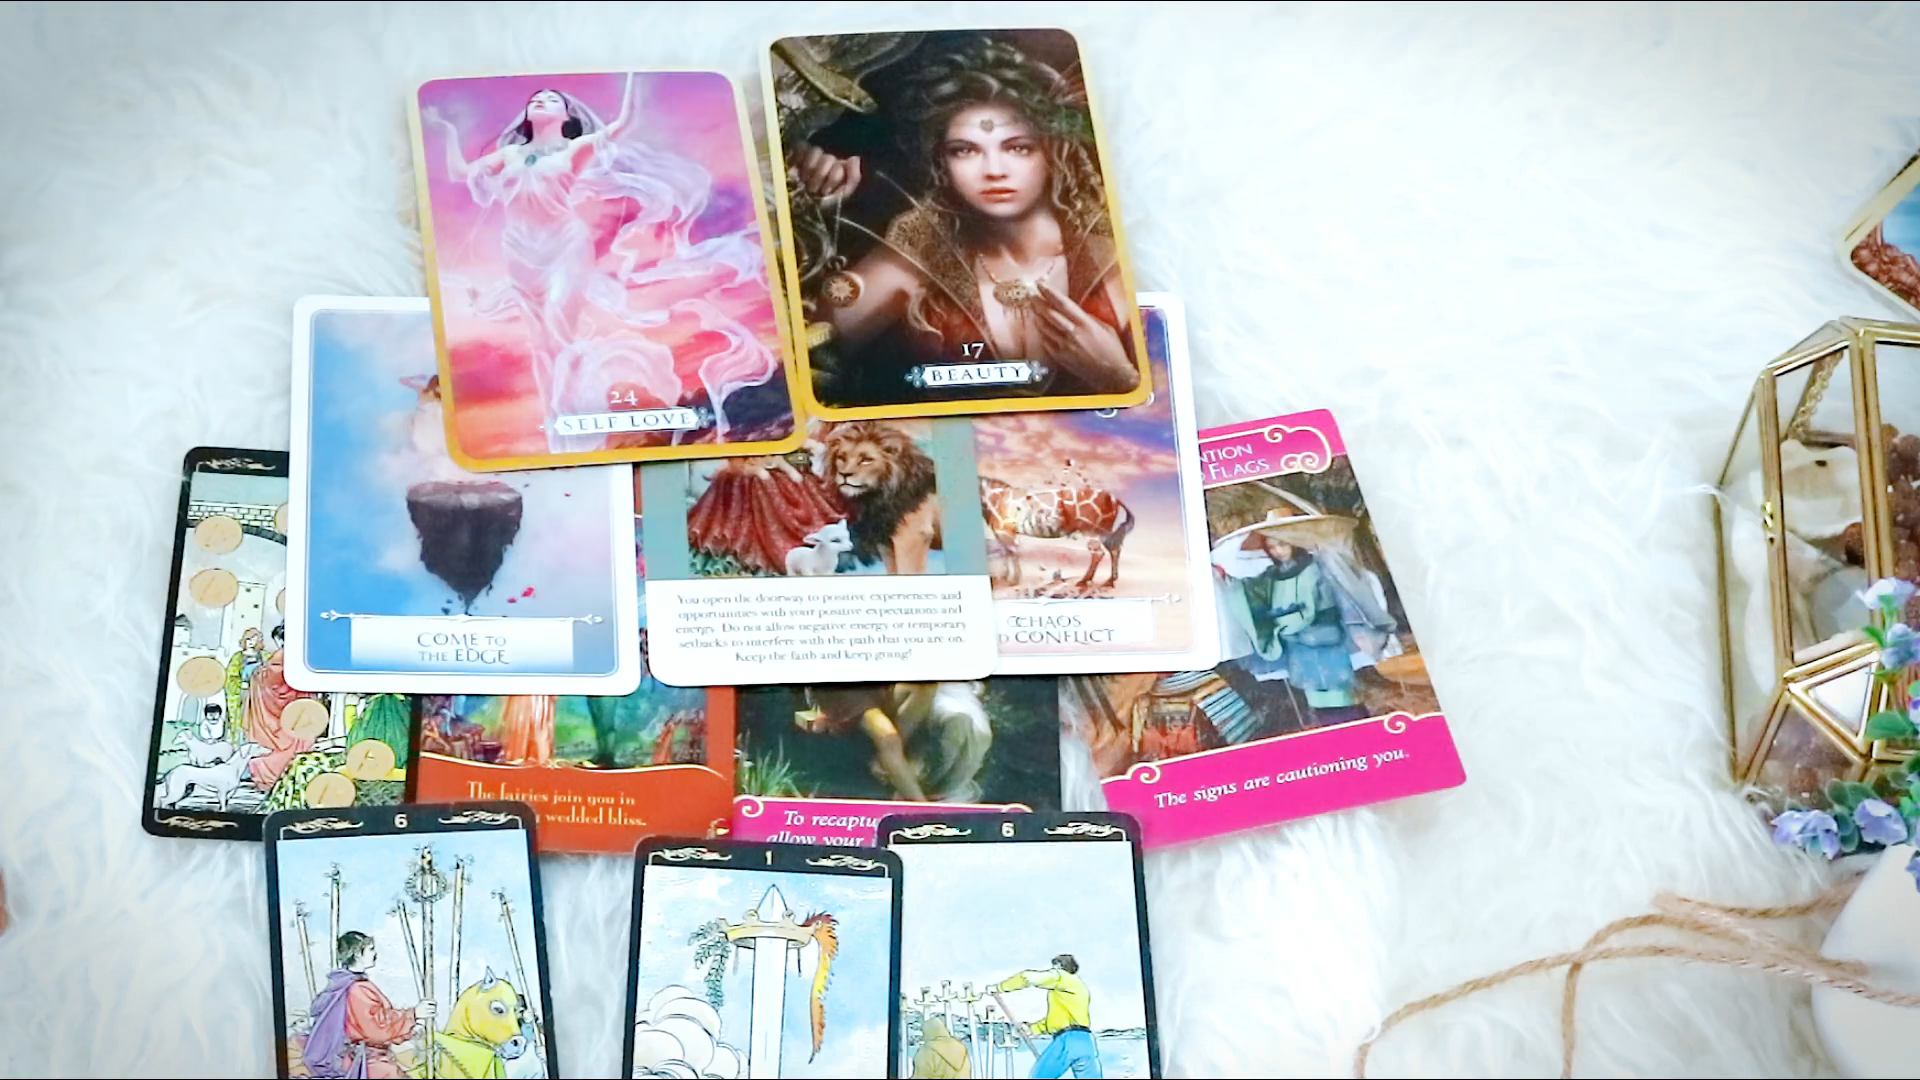 24
SELF LOVE
17
BEAUTY
NTION
FLAGS
COME TO
THE EDGE
You open the doorway to positive experiences and
opportunities with your positive expectations and
energy. Do not allow negative energy or temporary
setbacks to interfere with the path that you are on.
Keep the faith and keep going!
CHAOS
D CONFLICT
The signs are cautioning you.
The fairies join you in
wedded bliss.
To recaptu
allow your
6
1
6